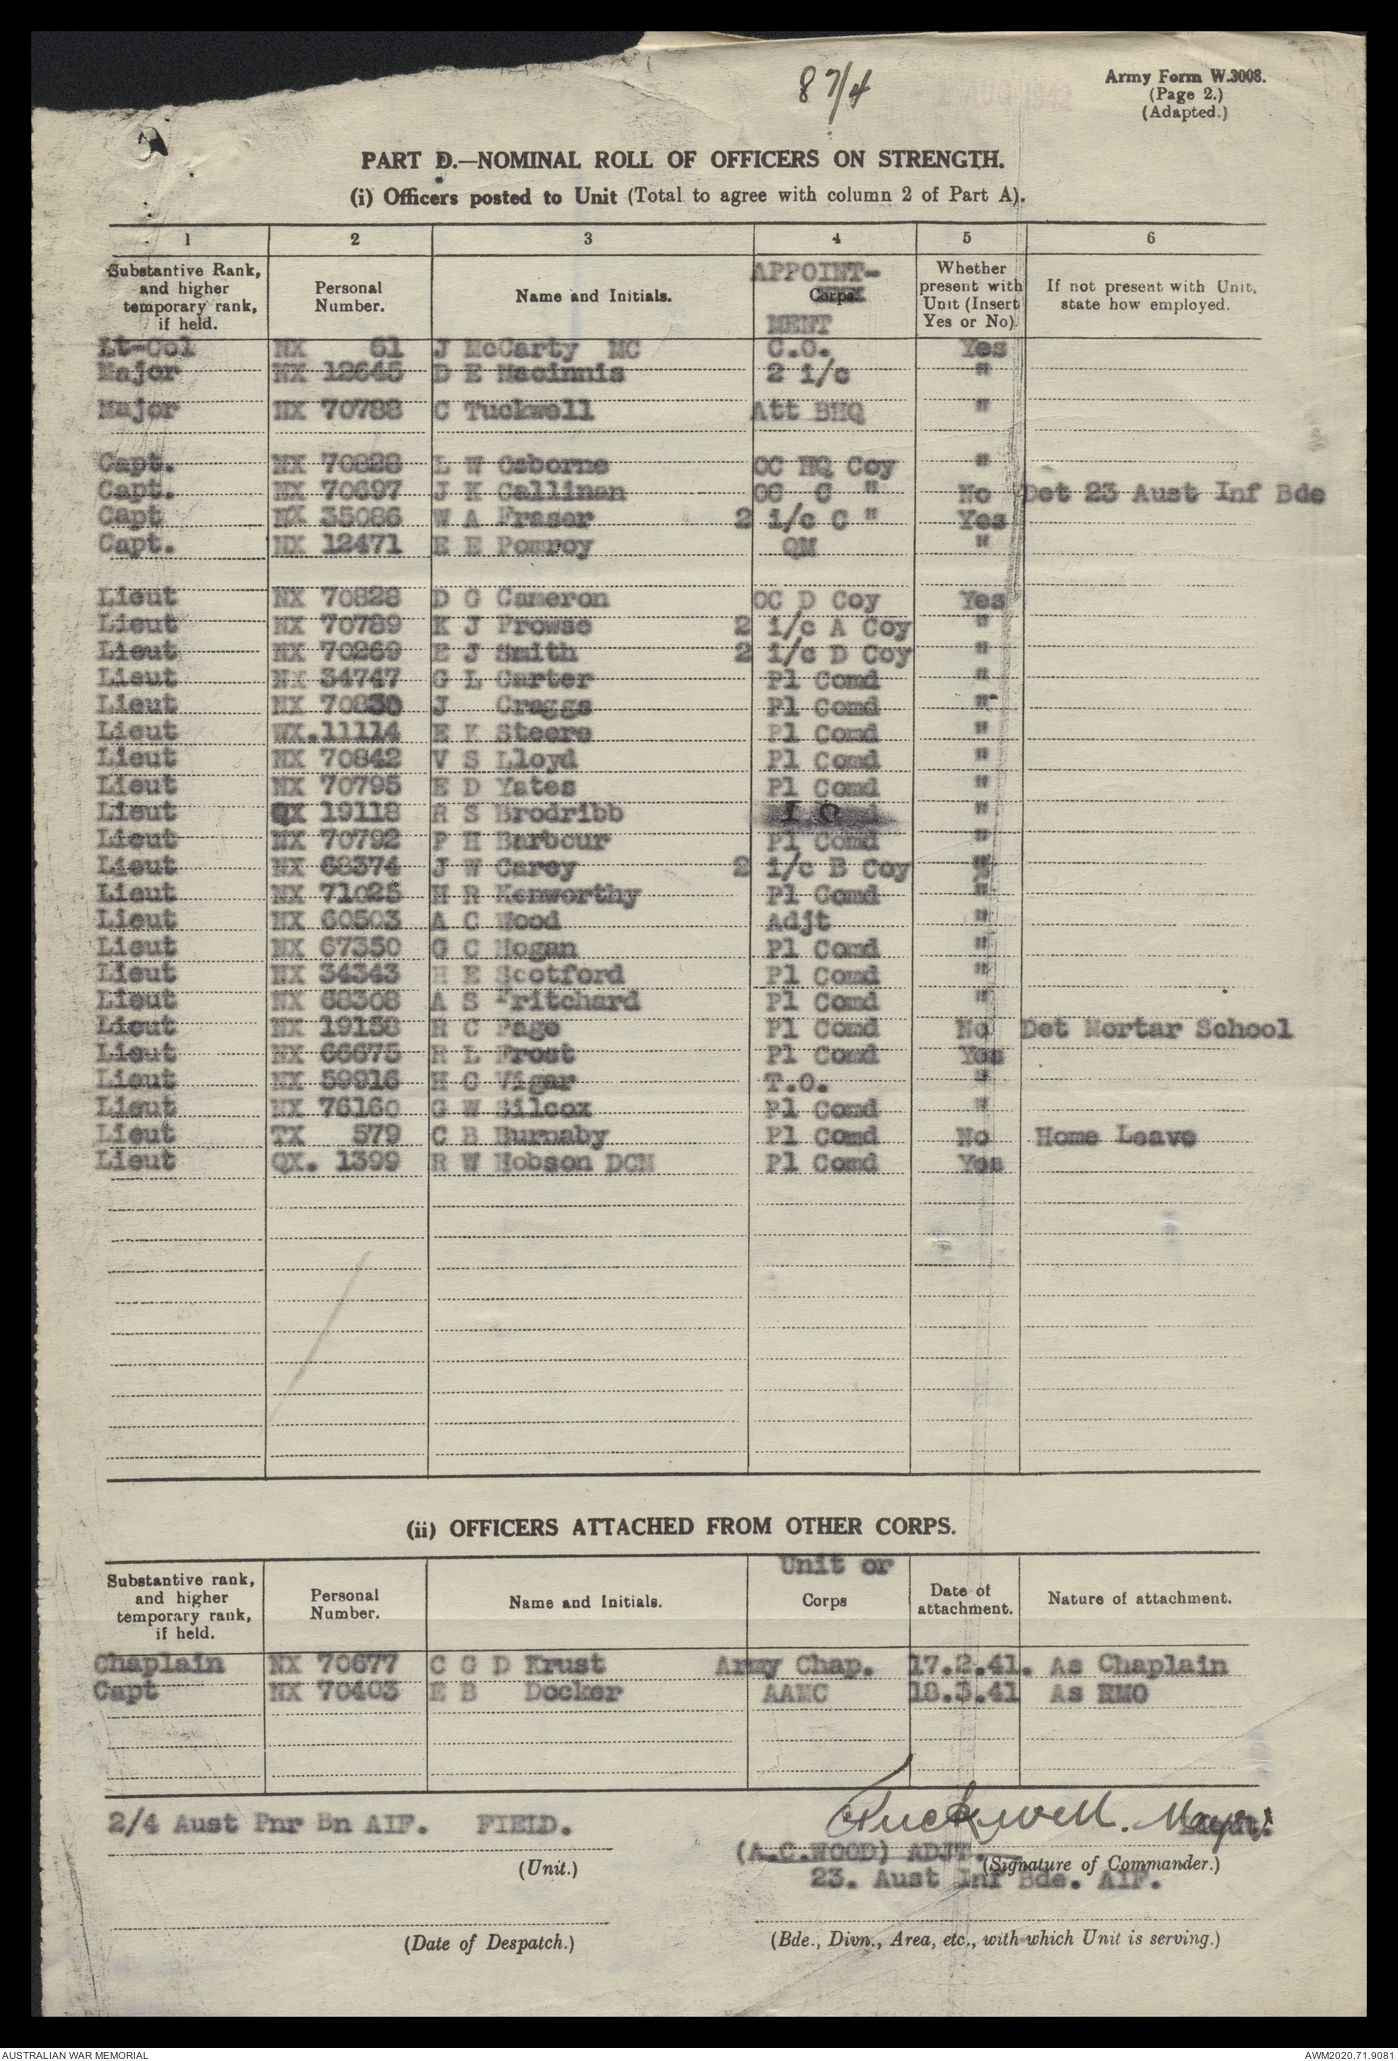 87/4
AUG 1942
Army Form W.3008.
(Page 2.)
(Adapted.)
PART D.—NOMINAL ROLL OF OFFICERS ON STRENGTH.
(i) Officers posted to Unit (Total to agree with column 2 of Part A).
1 2 3 4 5 6
Substantive Rank, and higher temporary rank, if held. Personal Number. Name and Initials. APPOINT- Corps MENT Whether present with Unit (Insert Yes or No) If not present with Unit, state how employed.
Lt-Col NX 61 J McCarty MC C.O. Yes
Major NX 12645 D E Macinnis 2 i/c "
Major NX 70788 C Tuckwell Att BHQ "
Capt. NX 70828 L W Osborne OC HQ Coy "
Capt. NX 70697 J K Callinan OC C " No Det 23 Aust Inf Bde
Capt NX 35086 W A Fraser 2 i/c C " Yes
Capt. NX 12471 E E Pomroy QM "
Lieut NX 70828 D G Cameron OC D Coy Yes
Lieut NX 70789 K J Prowse 2 i/c A Coy "
Lieut NX 70269 E J Smith 2 i/c D Coy "
Lieut NX 34747 G L Carter Pl Comd "
Lieut NX 70830 J Craggs Pl Comd "
Lieut WX.11114 E K Steere Pl Comd "
Lieut NX 70842 V S Lloyd Pl Comd "
Lieut NX 70795 E D Yates Pl Comd "
Lieut QX 19118 R S Brodribb I O "
Lieut NX 70792 P H Barbour Pl Comd "
Lieut NX 68374 J W Carey 2 i/c B Coy "
Lieut NX 71025 H R Kenworthy Pl Comd "
Lieut NX 60503 A C Wood Adjt "
Lieut NX 67350 G C Hogan Pl Comd "
Lieut NX 34343 H E Scotford Pl Comd "
Lieut NX 68308 A S Pritchard Pl Comd "
Lieut NX 19158 R C Page Pl Comd No Det Mortar School
Lieut NX 66675 R L Frost Pl Comd Yes
Lieut NX 59916 H C Vigar T.O. "
Lieut NX 76160 G W Silcox Pl Comd "
Lieut TX 579 C B Burnaby Pl Comd No Home Leave
Lieut QX. 1399 R W Hobson DCM Pl Comd Yes
(ii) OFFICERS ATTACHED FROM OTHER CORPS.
Substantive rank, and higher temporary rank, if held. Personal Number. Name and Initials. Unit or Corps Date of attachment. Nature of attachment.
Chaplain NX 70677 C G D Krust Army Chap. 17.2.41. As Chaplain
Capt NX 70403 E B Docker AAMC 18.3.41 As RMO
2/4 Aust Pnr Bn AIF. FIELD. Tuckwell. Major
(Unit.) (A.C.WOOD) ADJT. (Signature of Commander.)
23. Aust Inf Bde. AIF.
(Date of Despatch.) (Bde., Divn., Area, etc., with which Unit is serving.)
AUSTRALIAN WAR MEMORIAL AWM2020.71.9081